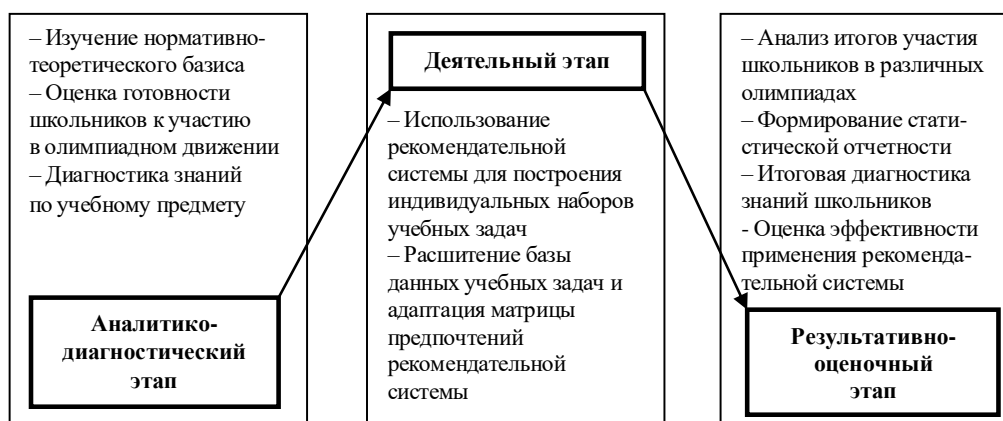 – Изучение нормативно-
теоретического базиса
– Оценка готовности
школьников к участию
в олимпиадном движении
– Диагностика знаний
по учебному предмету
Аналитико-
диагностический
этап
Деятельный этап
– Использование
рекомендательной
системы для построения
индивидуальных наборов
учебных задач
– Расшитение базы
данных учебных задач и
адаптация матрицы
предпочтений
рекомендательной
системы
– Анализ итогов участия
школьников в различных
олимпиадах
– Формирование стати-
стической отчетности
– Итоговая диагностика
знаний школьников
- Оценка эффективности
применения рекоменда-
тельной системы
Результативно-
оценочный
этап